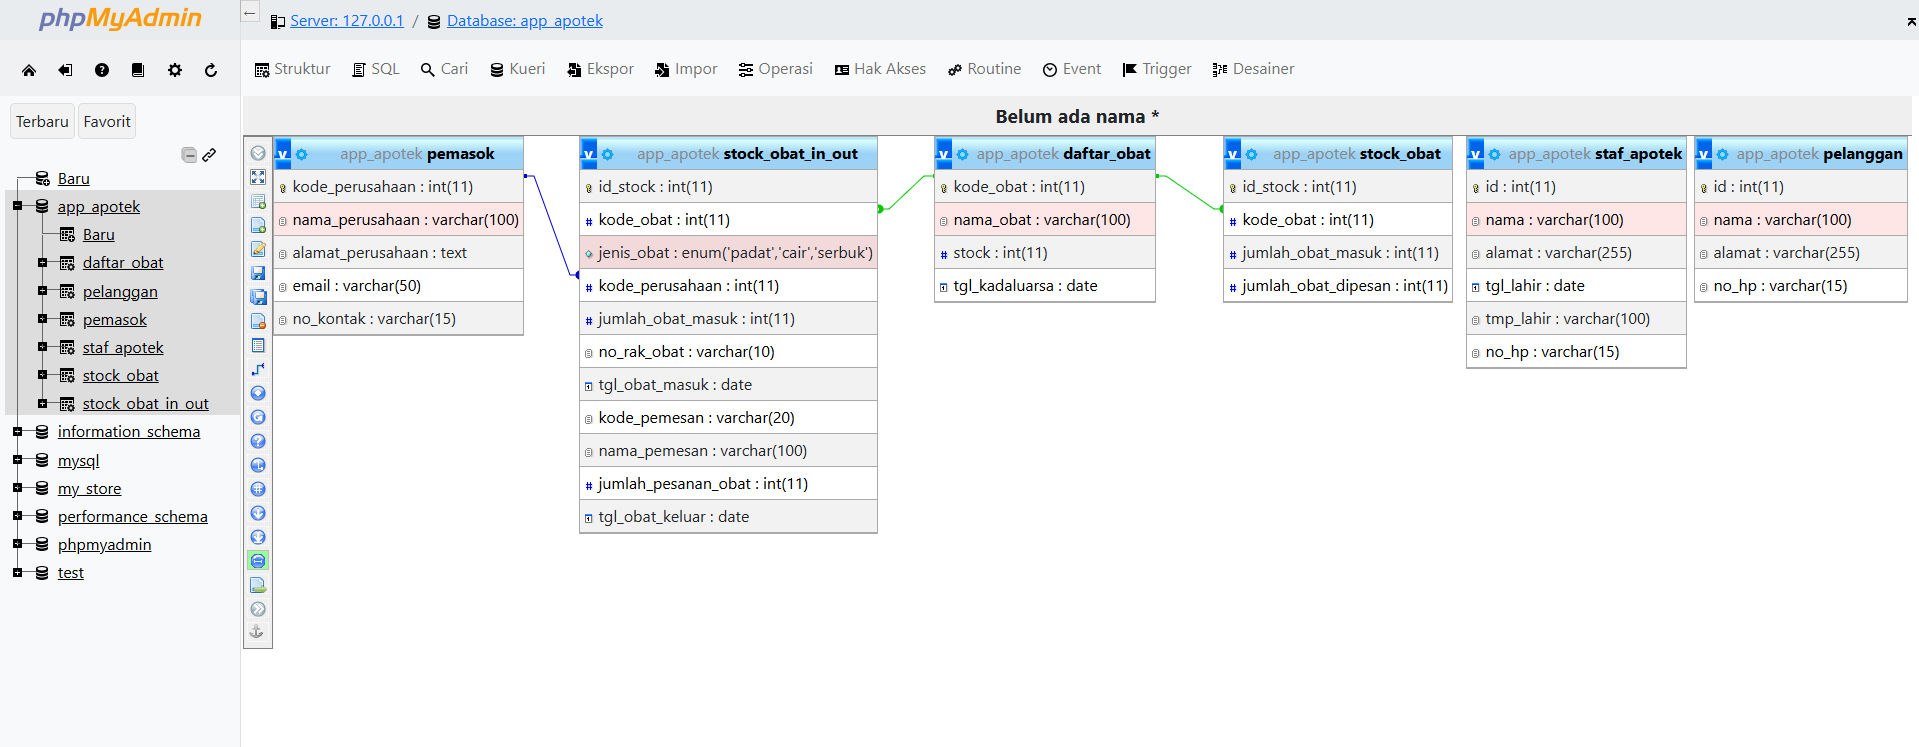 phpMyAdmin
Terbaru
Favorit
Baru
app_apotek
Baru
daftar_obat
pelanggan
pemasok
staf_apotek
stock_obat
stock_obat_in_out
information_schema
mysql
my_store
performance_schema
phpmyadmin
test
Server: 127.0.0.1 / Database: app_apotek
Struktur SQL Cari Kueri Ekspor Impor Operasi Hak Akses Routine Event Trigger Desainer
Belum ada nama *
v app_apotek pemasok
kode_perusahaan : int(11)
nama_perusahaan : varchar(100)
alamat_perusahaan : text
email : varchar(50)
no_kontak : varchar(15)
v app_apotek stock_obat_in_out
id_stock : int(11)
# kode_obat : int(11)
jenis_obat : enum('padat','cair','serbuk')
# kode_perusahaan : int(11)
# jumlah_obat_masuk : int(11)
no_rak_obat : varchar(10)
tgl_obat_masuk : date
kode_pemesan : varchar(20)
nama_pemesan : varchar(100)
# jumlah_pesanan_obat : int(11)
tgl_obat_keluar : date
v app_apotek daftar_obat
kode_obat : int(11)
nama_obat : varchar(100)
# stock : int(11)
tgl_kadaluarsa : date
v app_apotek stock_obat
id_stock : int(11)
# kode_obat : int(11)
# jumlah_obat_masuk : int(11)
# jumlah_obat_dipesan : int(11)
v app_apotek staf_apotek
id : int(11)
nama : varchar(100)
alamat : varchar(255)
tgl_lahir : date
tmp_lahir : varchar(100)
no_hp : varchar(15)
v app_apotek pelanggan
id : int(11)
nama : varchar(100)
alamat : varchar(255)
no_hp : varchar(15)